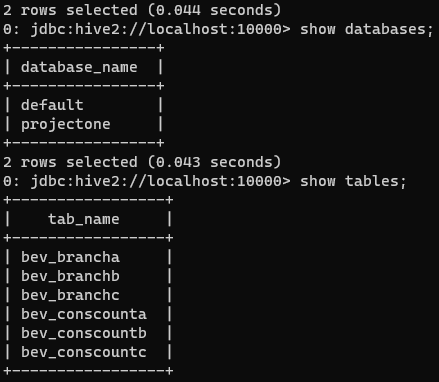 2 rows selected (0.044 seconds)
0: jdbc:hive2://localhost:10000> show databases;
+----------------+
| database_name  |
+----------------+
| default        |
| projectone     |
+----------------+
2 rows selected (0.043 seconds)
0: jdbc:hive2://localhost:10000> show tables;
+-----------------+
|    tab_name     |
+-----------------+
| bev_brancha     |
| bev_branchb     |
| bev_branchc     |
| bev_conscounta  |
| bev_conscountb  |
| bev_conscountc  |
+-----------------+